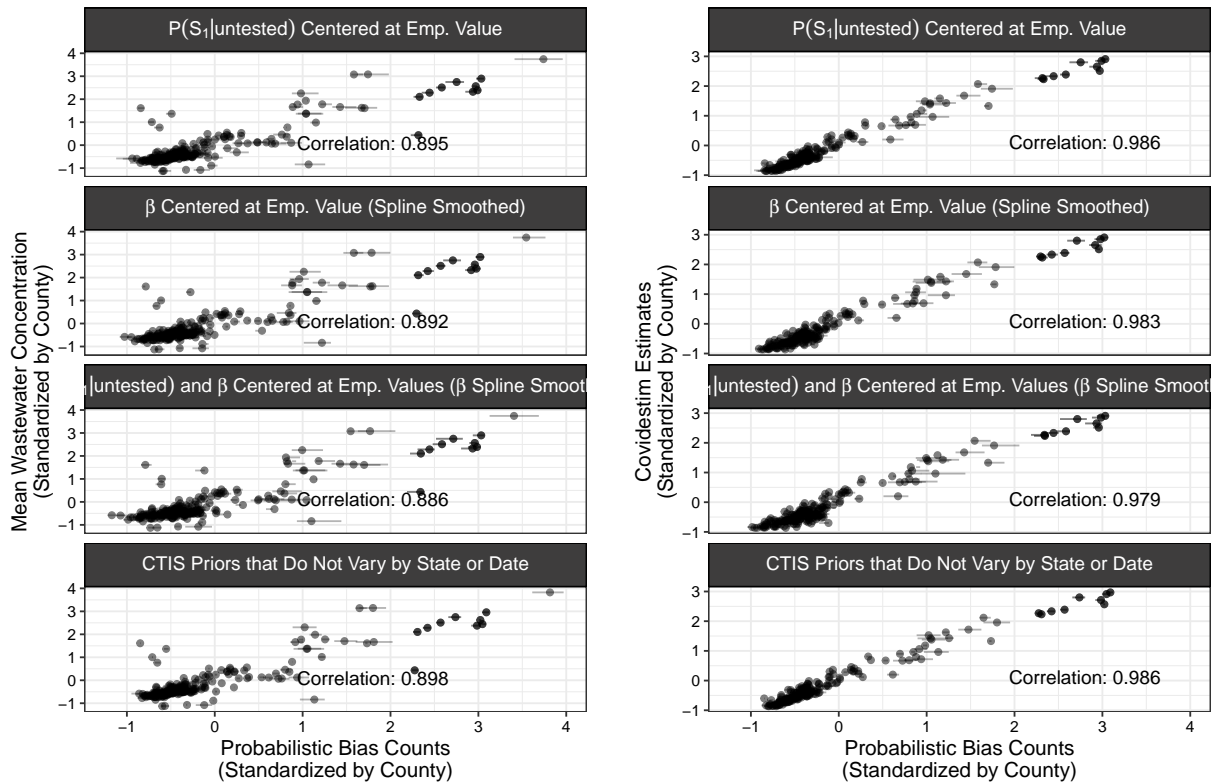 P(S₁|untested) Centered at Emp. Value
4
3
2
1
0
−1
Correlation: 0.895
β Centered at Emp. Value (Spline Smoothed)
4
3
2
1
0
−1
Correlation: 0.892
₁|untested) and β Centered at Emp. Values (β Spline Smoot
4
3
2
1
0
−1
Correlation: 0.886
CTIS Priors that Do Not Vary by State or Date
4
3
2
1
0
−1
Correlation: 0.898
−1 0 1 2 3 4
Probabilistic Bias Counts
(Standardized by County)
Mean Wastewater Concentration
(Standardized by County)
P(S₁|untested) Centered at Emp. Value
3
2
1
0
−1
Correlation: 0.986
β Centered at Emp. Value (Spline Smoothed)
3
2
1
0
−1
Correlation: 0.983
₁|untested) and β Centered at Emp. Values (β Spline Smoot
3
2
1
0
−1
Correlation: 0.979
CTIS Priors that Do Not Vary by State or Date
3
2
1
0
−1
Correlation: 0.986
−1 0 1 2 3 4
Probabilistic Bias Counts
(Standardized by County)
Covidestim Estimates
(Standardized by County)